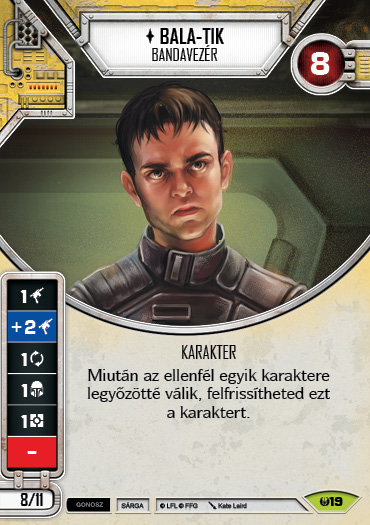 BALA-TIK
BANDAVEZÉR
8
1
+2
1
1
1
-
8/11
KARAKTER
Miután az ellenfél egyik karaktere
legyőzötté válik, felfrissítheted ezt
a karaktert.
GONOSZ
SÁRGA
© LFL © FFG
Kate Laird
19